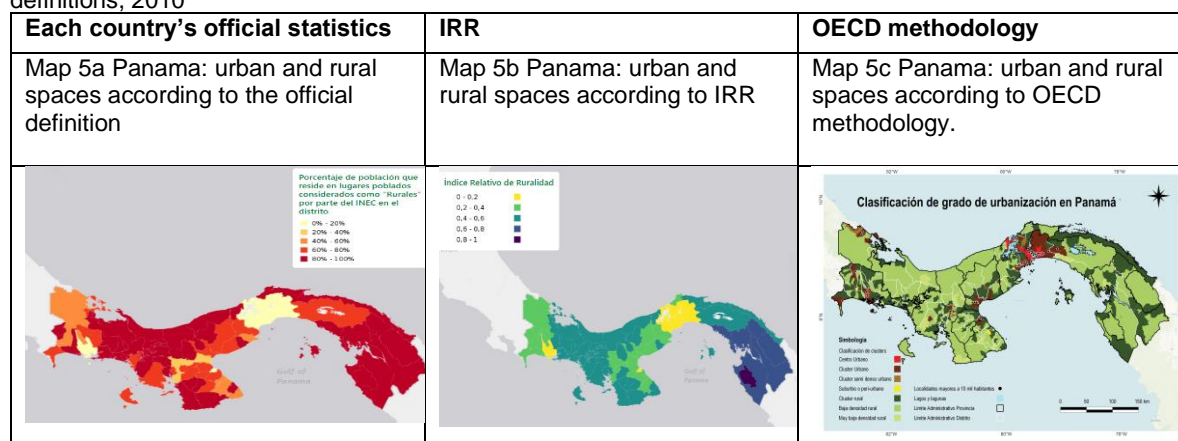 definitions, 2010
Each country's official statistics
IRR
OECD methodology
Map 5a Panama: urban and rural
spaces according to the official
definition
Map 5b Panama: urban and
rural spaces according to IRR
Map 5c Panama: urban and rural
spaces according to OECD
methodology.
Porcentaje de población que
reside en lugares poblados
considerados como "Rurales"
por parte del INEC en el
distrito
0% - 20%
20% - 40%
40% - 60%
60% - 80%
80% - 100%
Gulf of
Panama
Índice Relativo de Ruralidad
0 - 0,2
0,2 - 0,4
0,4 - 0,6
0,6 - 0,8
0,8 - 1
Gulf of
Panama
Clasificación de grado de urbanización en Panamá
Simbología
Clasificación de clusters
Centro Urbano
Cluster Urbano
Cluster semi denso urbano
Suburbio o peri-urbano
Cluster rural
Baja densidad rural
Muy baja densidad rural
Localidades mayores a 10 mil habitantes
Lagos y lagunas
Limite Administrativo Provincia
Limite Administrativo Distrito
0 50 100 150 km